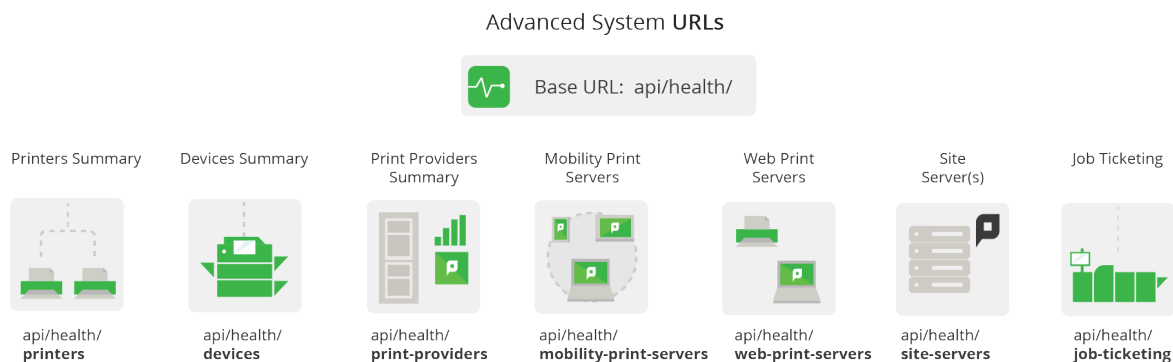 Advanced System URLs
Base URL: api/health/
Printers Summary
Devices Summary
Print Providers
Summary
Mobility Print
Servers
Web Print
Servers
Site
Server(s)
Job Ticketing
api/health/
printers
api/health/
devices
api/health/
print-providers
api/health/
mobility-print-servers
api/health/
web-print-servers
api/health/
site-servers
api/health/
job-ticketing